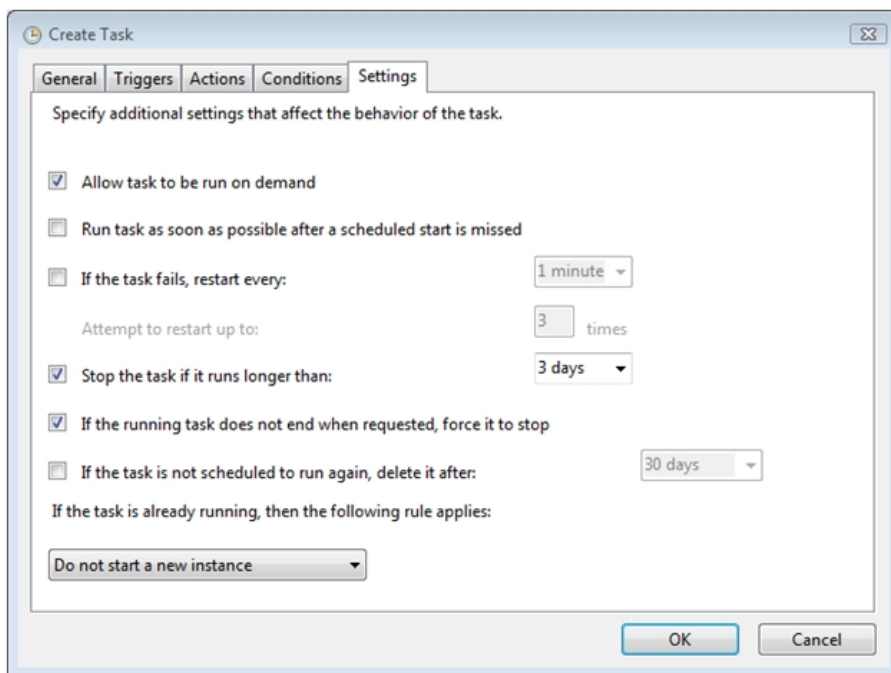 Create Task
General Triggers Actions Conditions Settings
Specify additional settings that affect the behavior of the task.
Allow task to be run on demand
Run task as soon as possible after a scheduled start is missed
If the task fails, restart every: 1 minute
Attempt to restart up to: 3 times
Stop the task if it runs longer than: 3 days
If the running task does not end when requested, force it to stop
If the task is not scheduled to run again, delete it after: 30 days
If the task is already running, then the following rule applies:
Do not start a new instance
OK Cancel